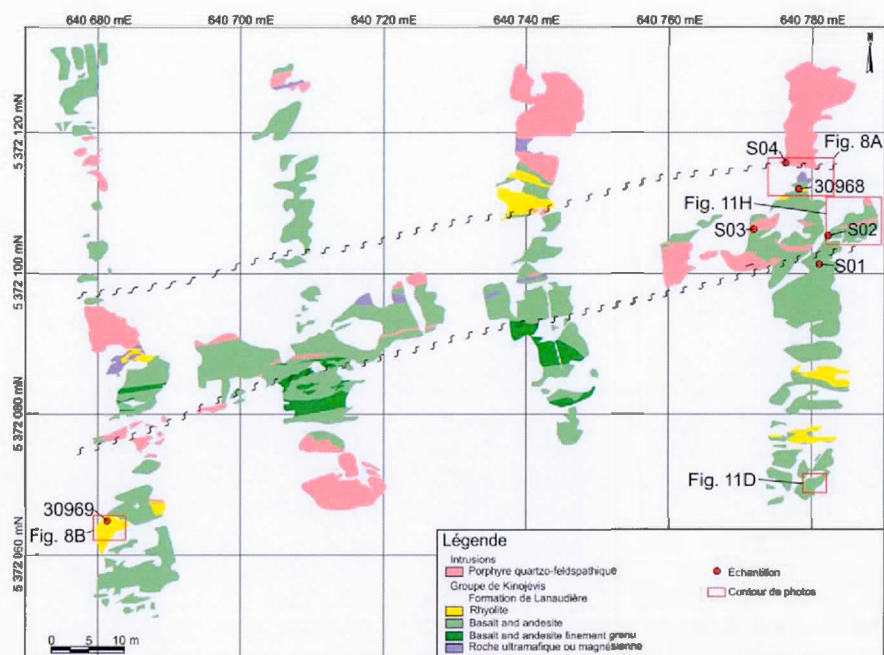 640 680 mE
640 700 mE
640 720 mE
640 740 mE
640 760 mE
640 780 mE
N
5 372 120 mN
5 372 100 mN
5 372 080 mN
5 372 060 mN
S04
Fig. 8A
30968
Fig. 11H
S03
S02
S01
Fig. 11D
30969
Fig. 8B
0 5 10 m
Légende
Intrusions
Porphyre quartzo-feldspathique
Groupe de Kinojévis
Formation de Lanaudière
Rhyolite
Basalt and andesite
Basalt and andesite finement grenu
Roche ultramafique ou magnésienne
Échantillon
Contour de photos